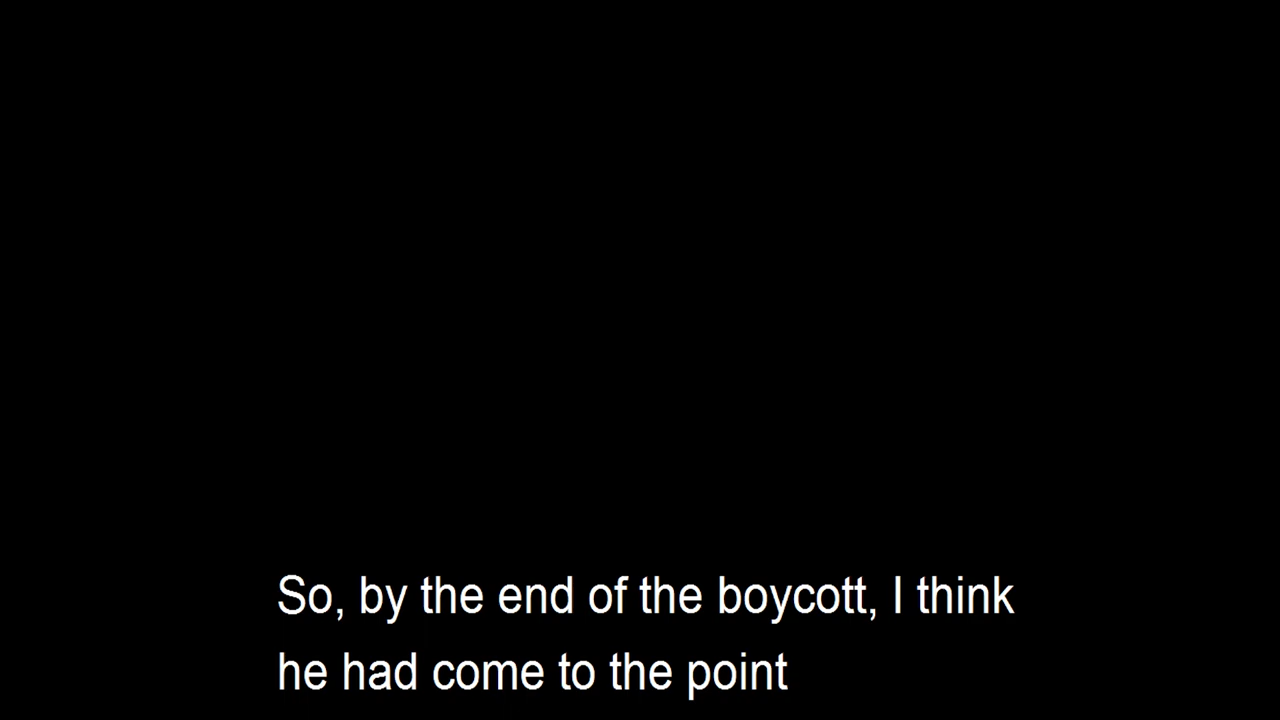 So, by the end of the boycott, I think
he had come to the point